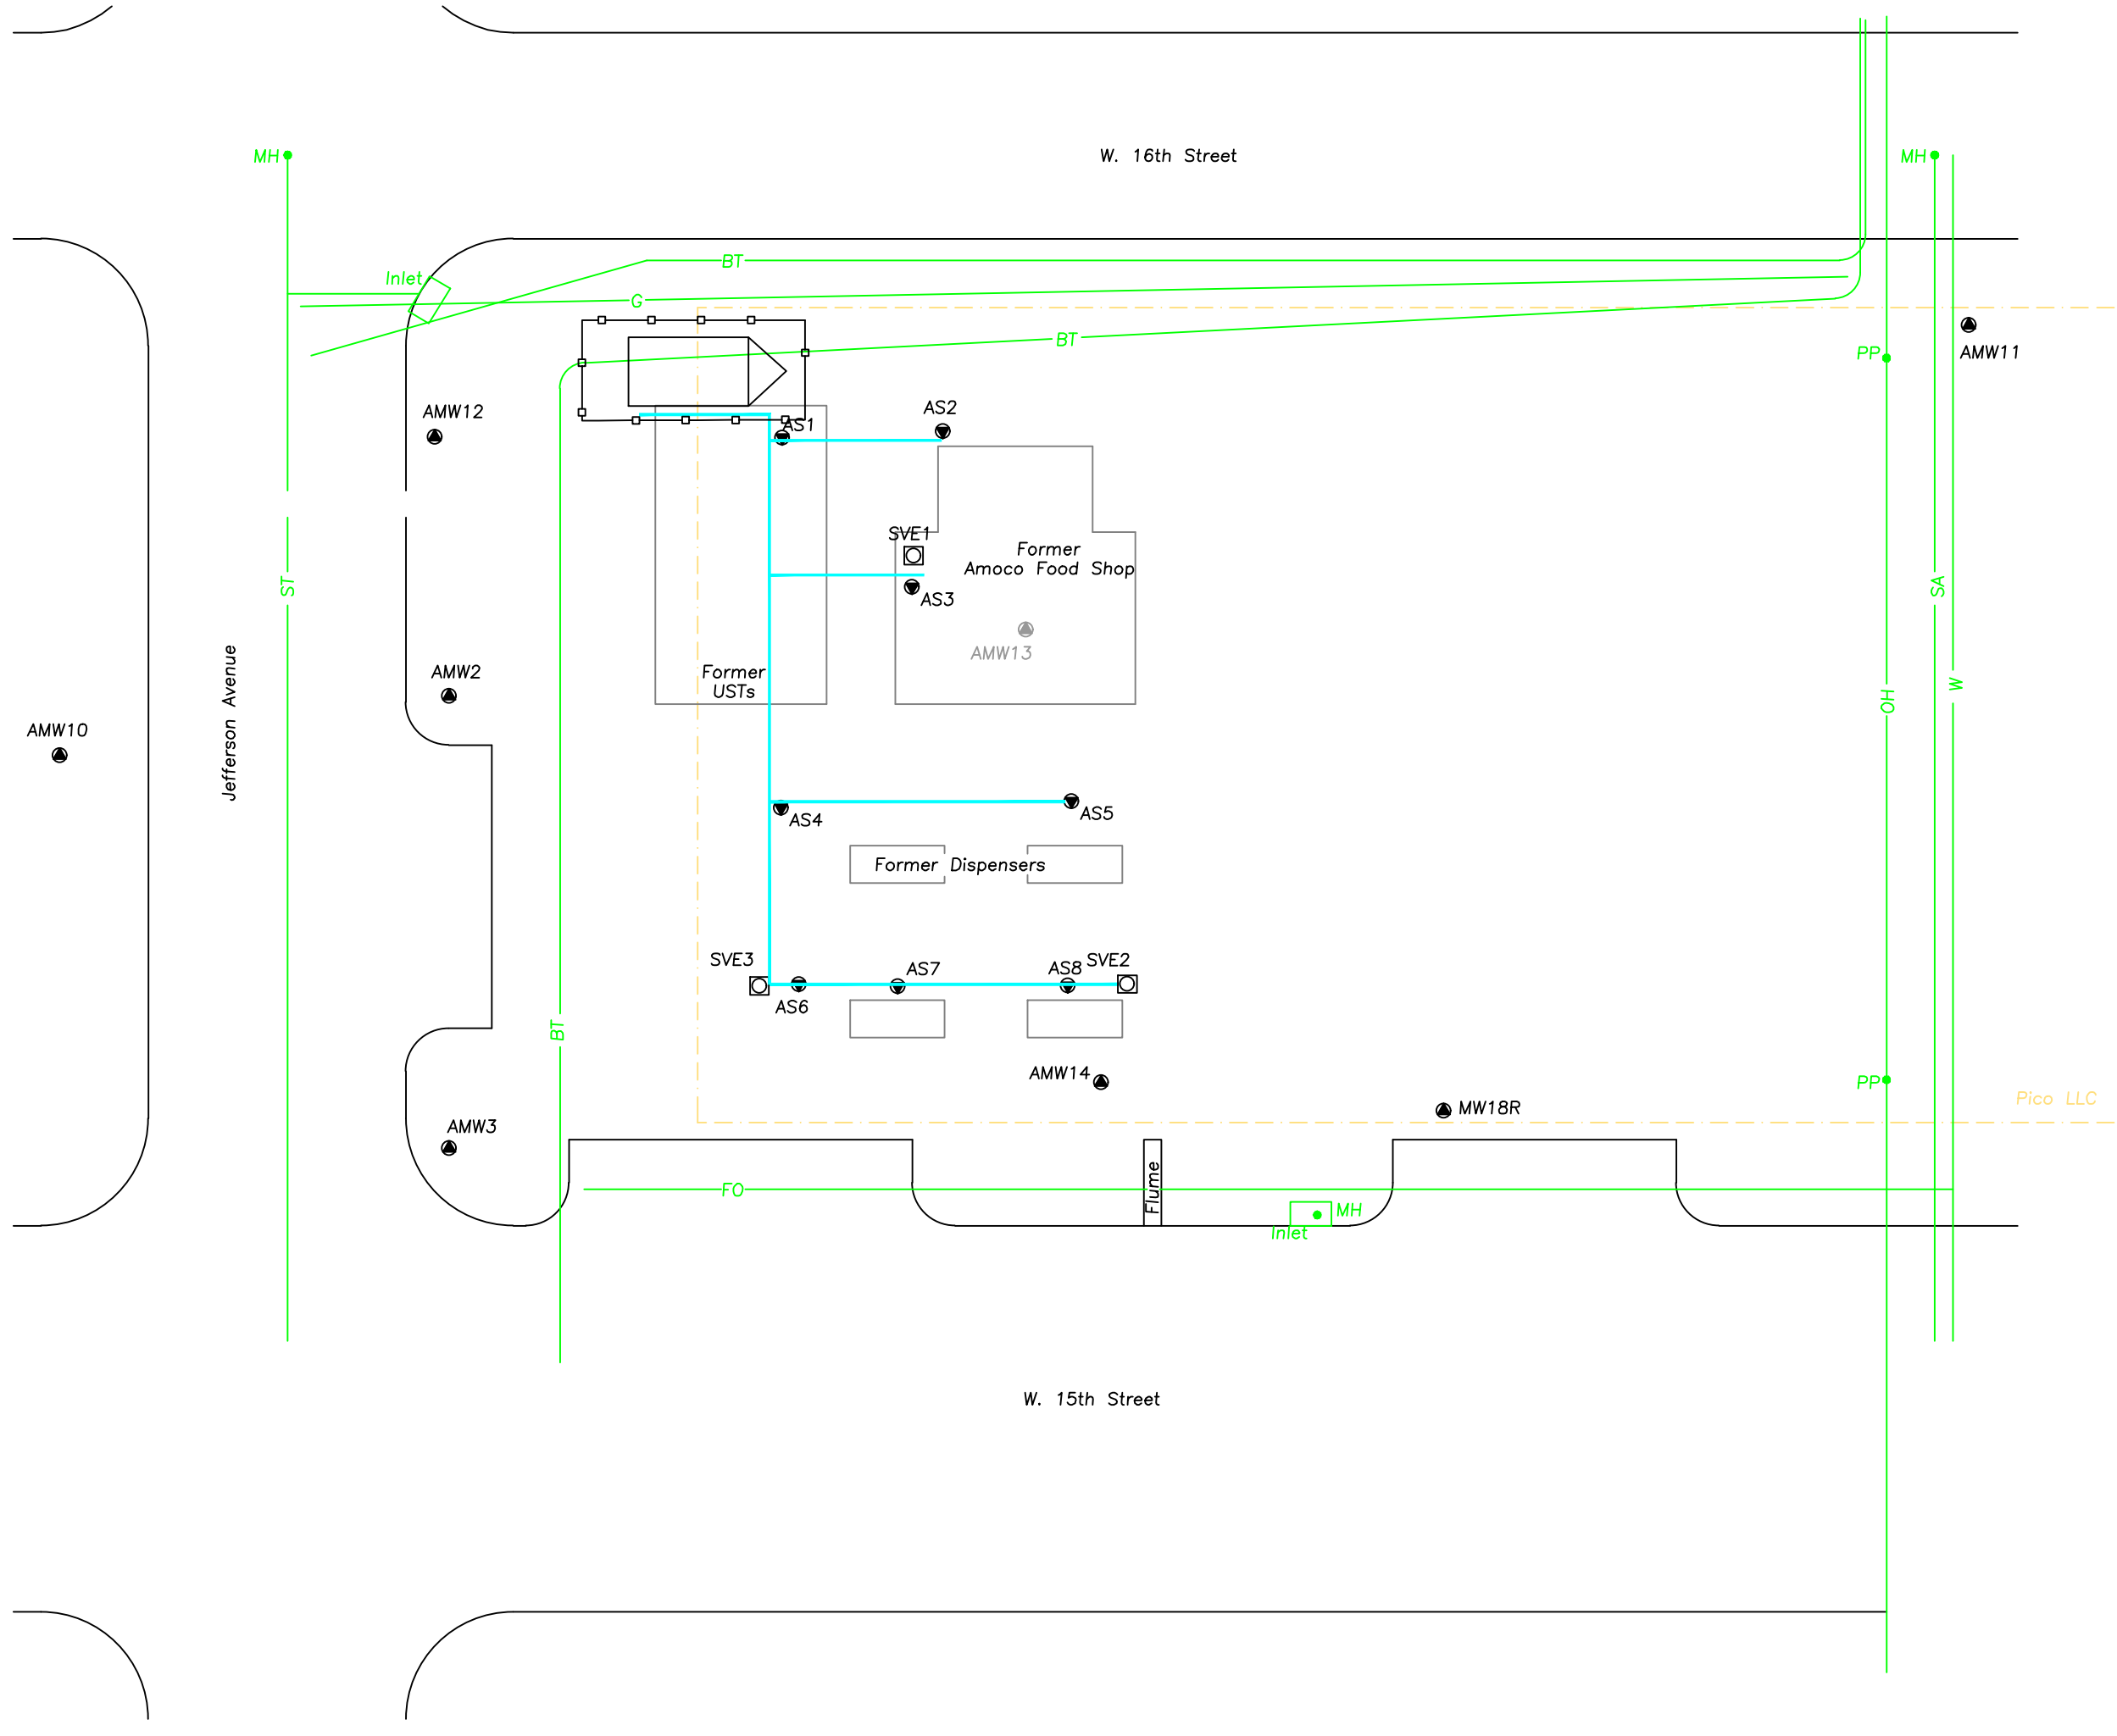 MH
W. 16th Street
MH
BT
Inlet
G
BT
PP
AMW11
AMW12
AS1
AS2
SVE1
Former
Amoco Food Shop
ST
SA
AS3
AMW13
AMW2
Former
USTs
W
OH
Jefferson Avenue
AMW10
AS4
AS5
Former Dispensers
SVE3
AS7
AS8
SVE2
AS6
BT
AMW14
PP
Pico LLC
MW18R
AMW3
FO
Flume
MH
Inlet
W. 15th Street